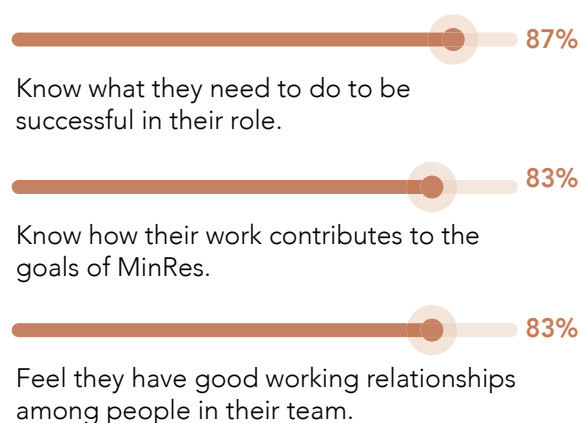 87%
Know what they need to do to be
successful in their role.
83%
Know how their work contributes to the
goals of MinRes.
83%
Feel they have good working relationships
among people in their team.